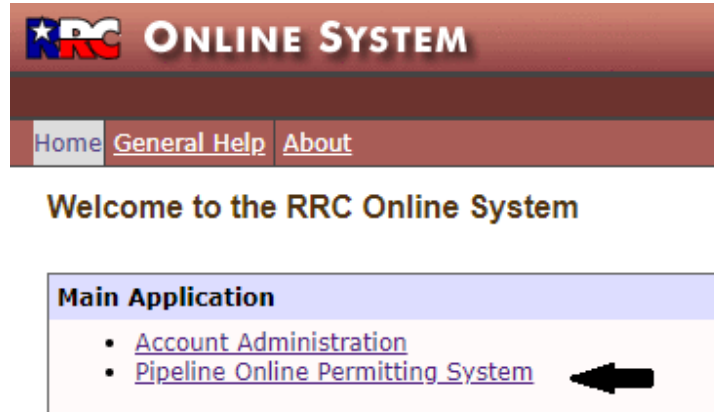 RRC ONLINE SYSTEM
Home General Help About
Welcome to the RRC Online System
Main Application
• Account Administration
• Pipeline Online Permitting System